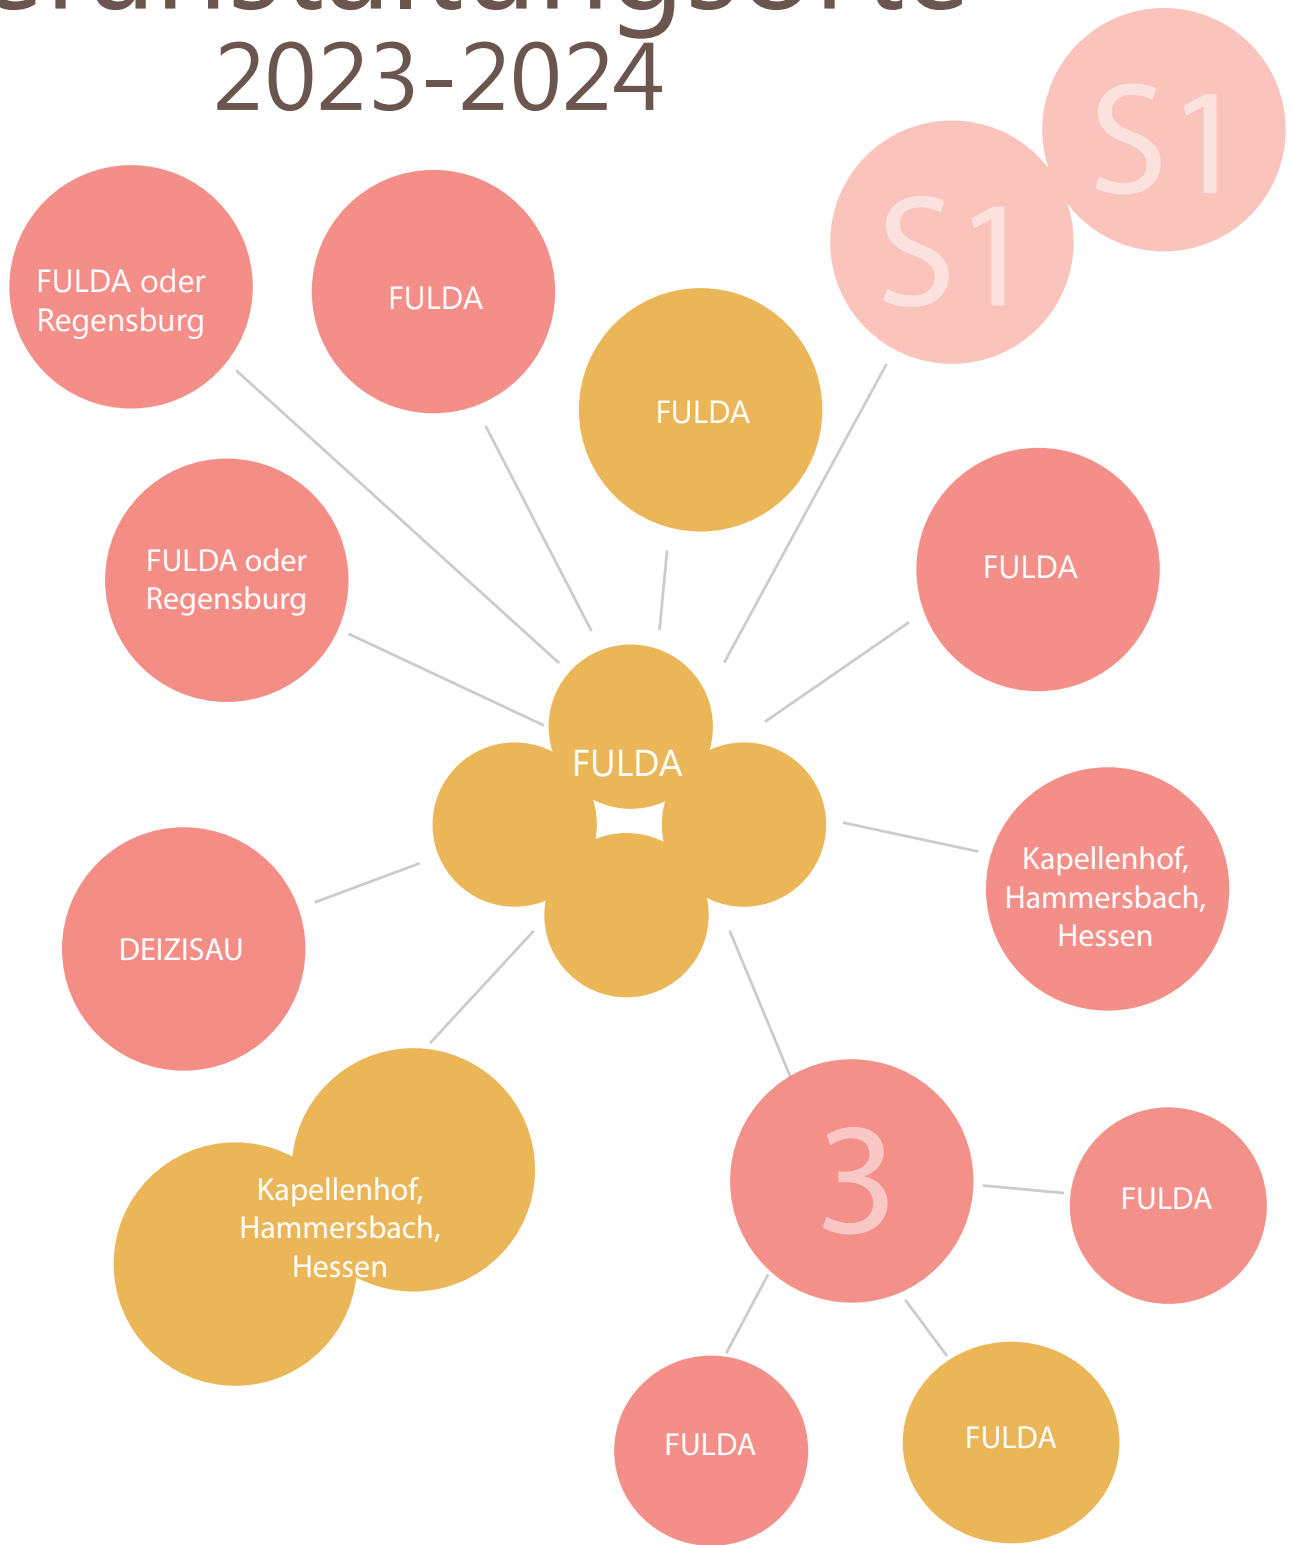 2023-2024
S1
S1
FULDA oder
Regensburg
FULDA
FULDA
FULDA oder
Regensburg
FULDA
FULDA
Kapellenhof,
Hammersbach,
Hessen
DEIZISAU
Kapellenhof,
Hammersbach,
Hessen
3
FULDA
FULDA
FULDA